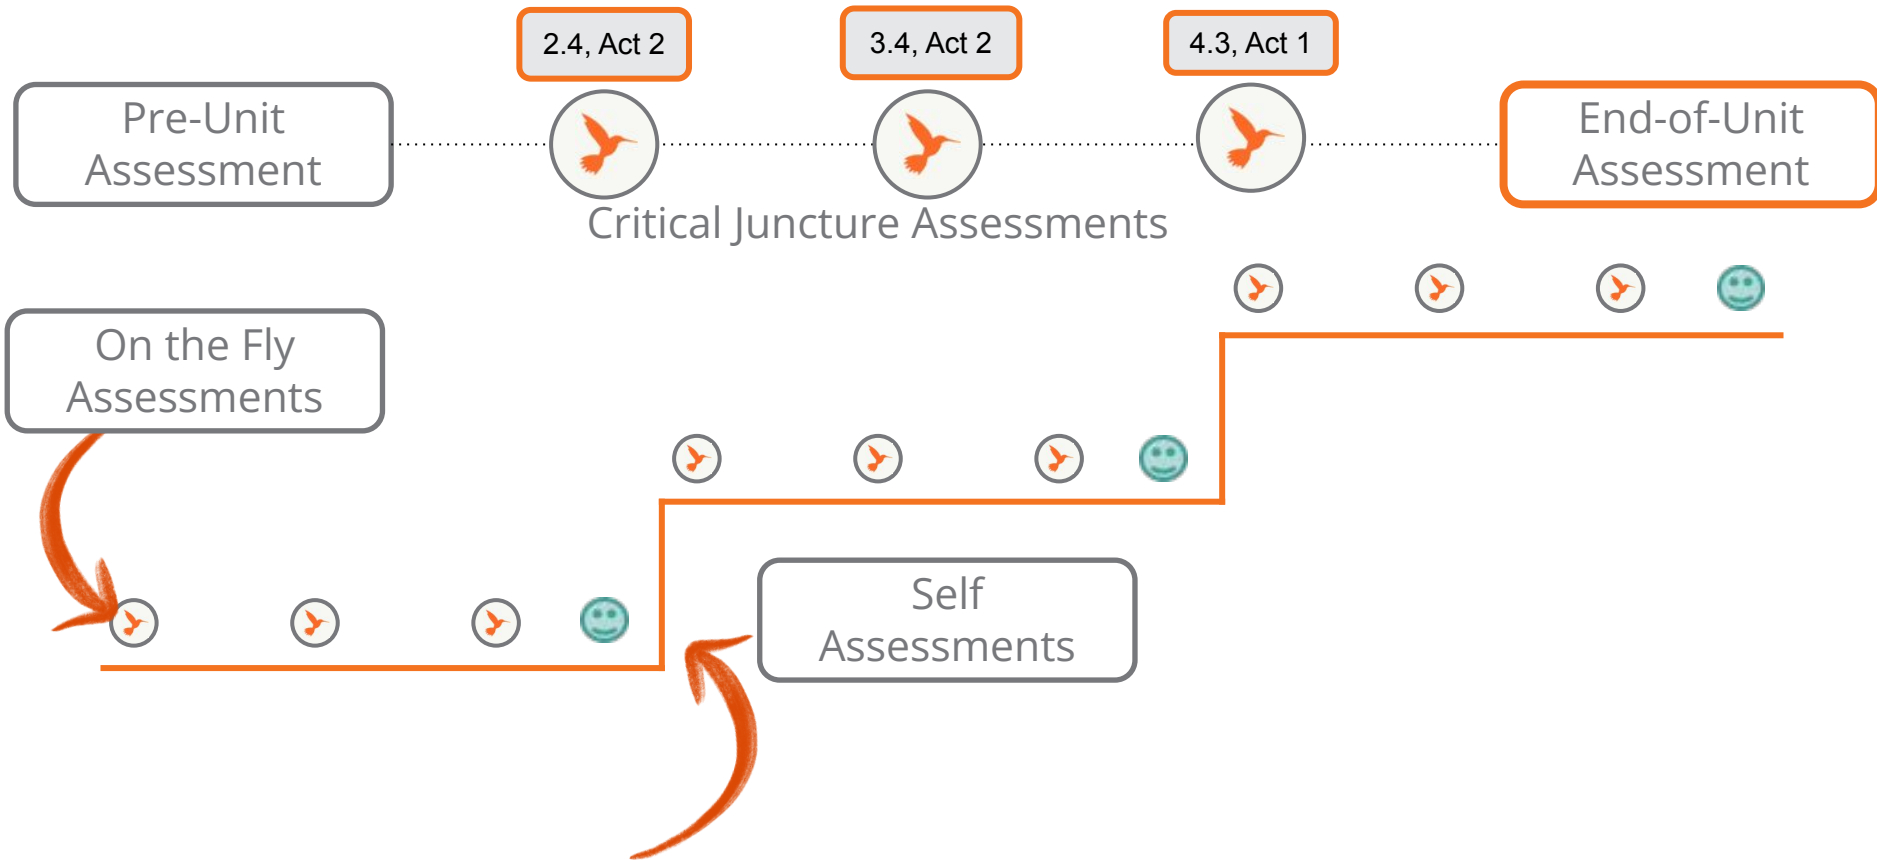 2.4, Act 2
3.4, Act 2
4.3, Act 1
Pre-Unit
Assessment
End-of-Unit
Assessment
Critical Juncture Assessments
On the Fly
Assessments
Self
Assessments